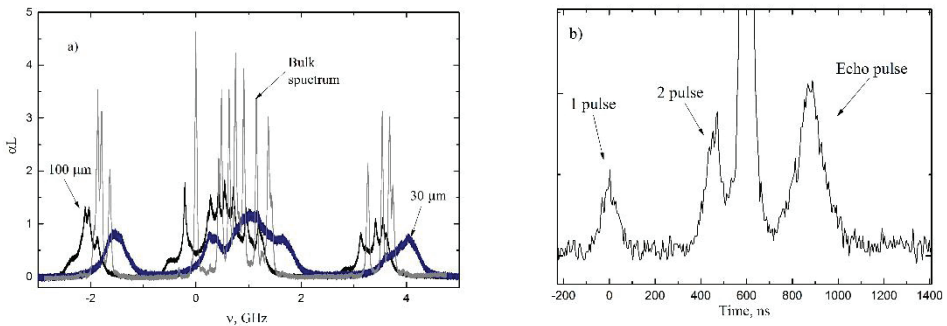 a)
Bulk
spuctrum
100 μm
30 μm
αL
5
4
3
2
1
0
-2
0
2
4
ν, GHz
b)
1 pulse
2 pulse
Echo pulse
-200
0
200
400
600
800
1000
1200
1400
Time, ns